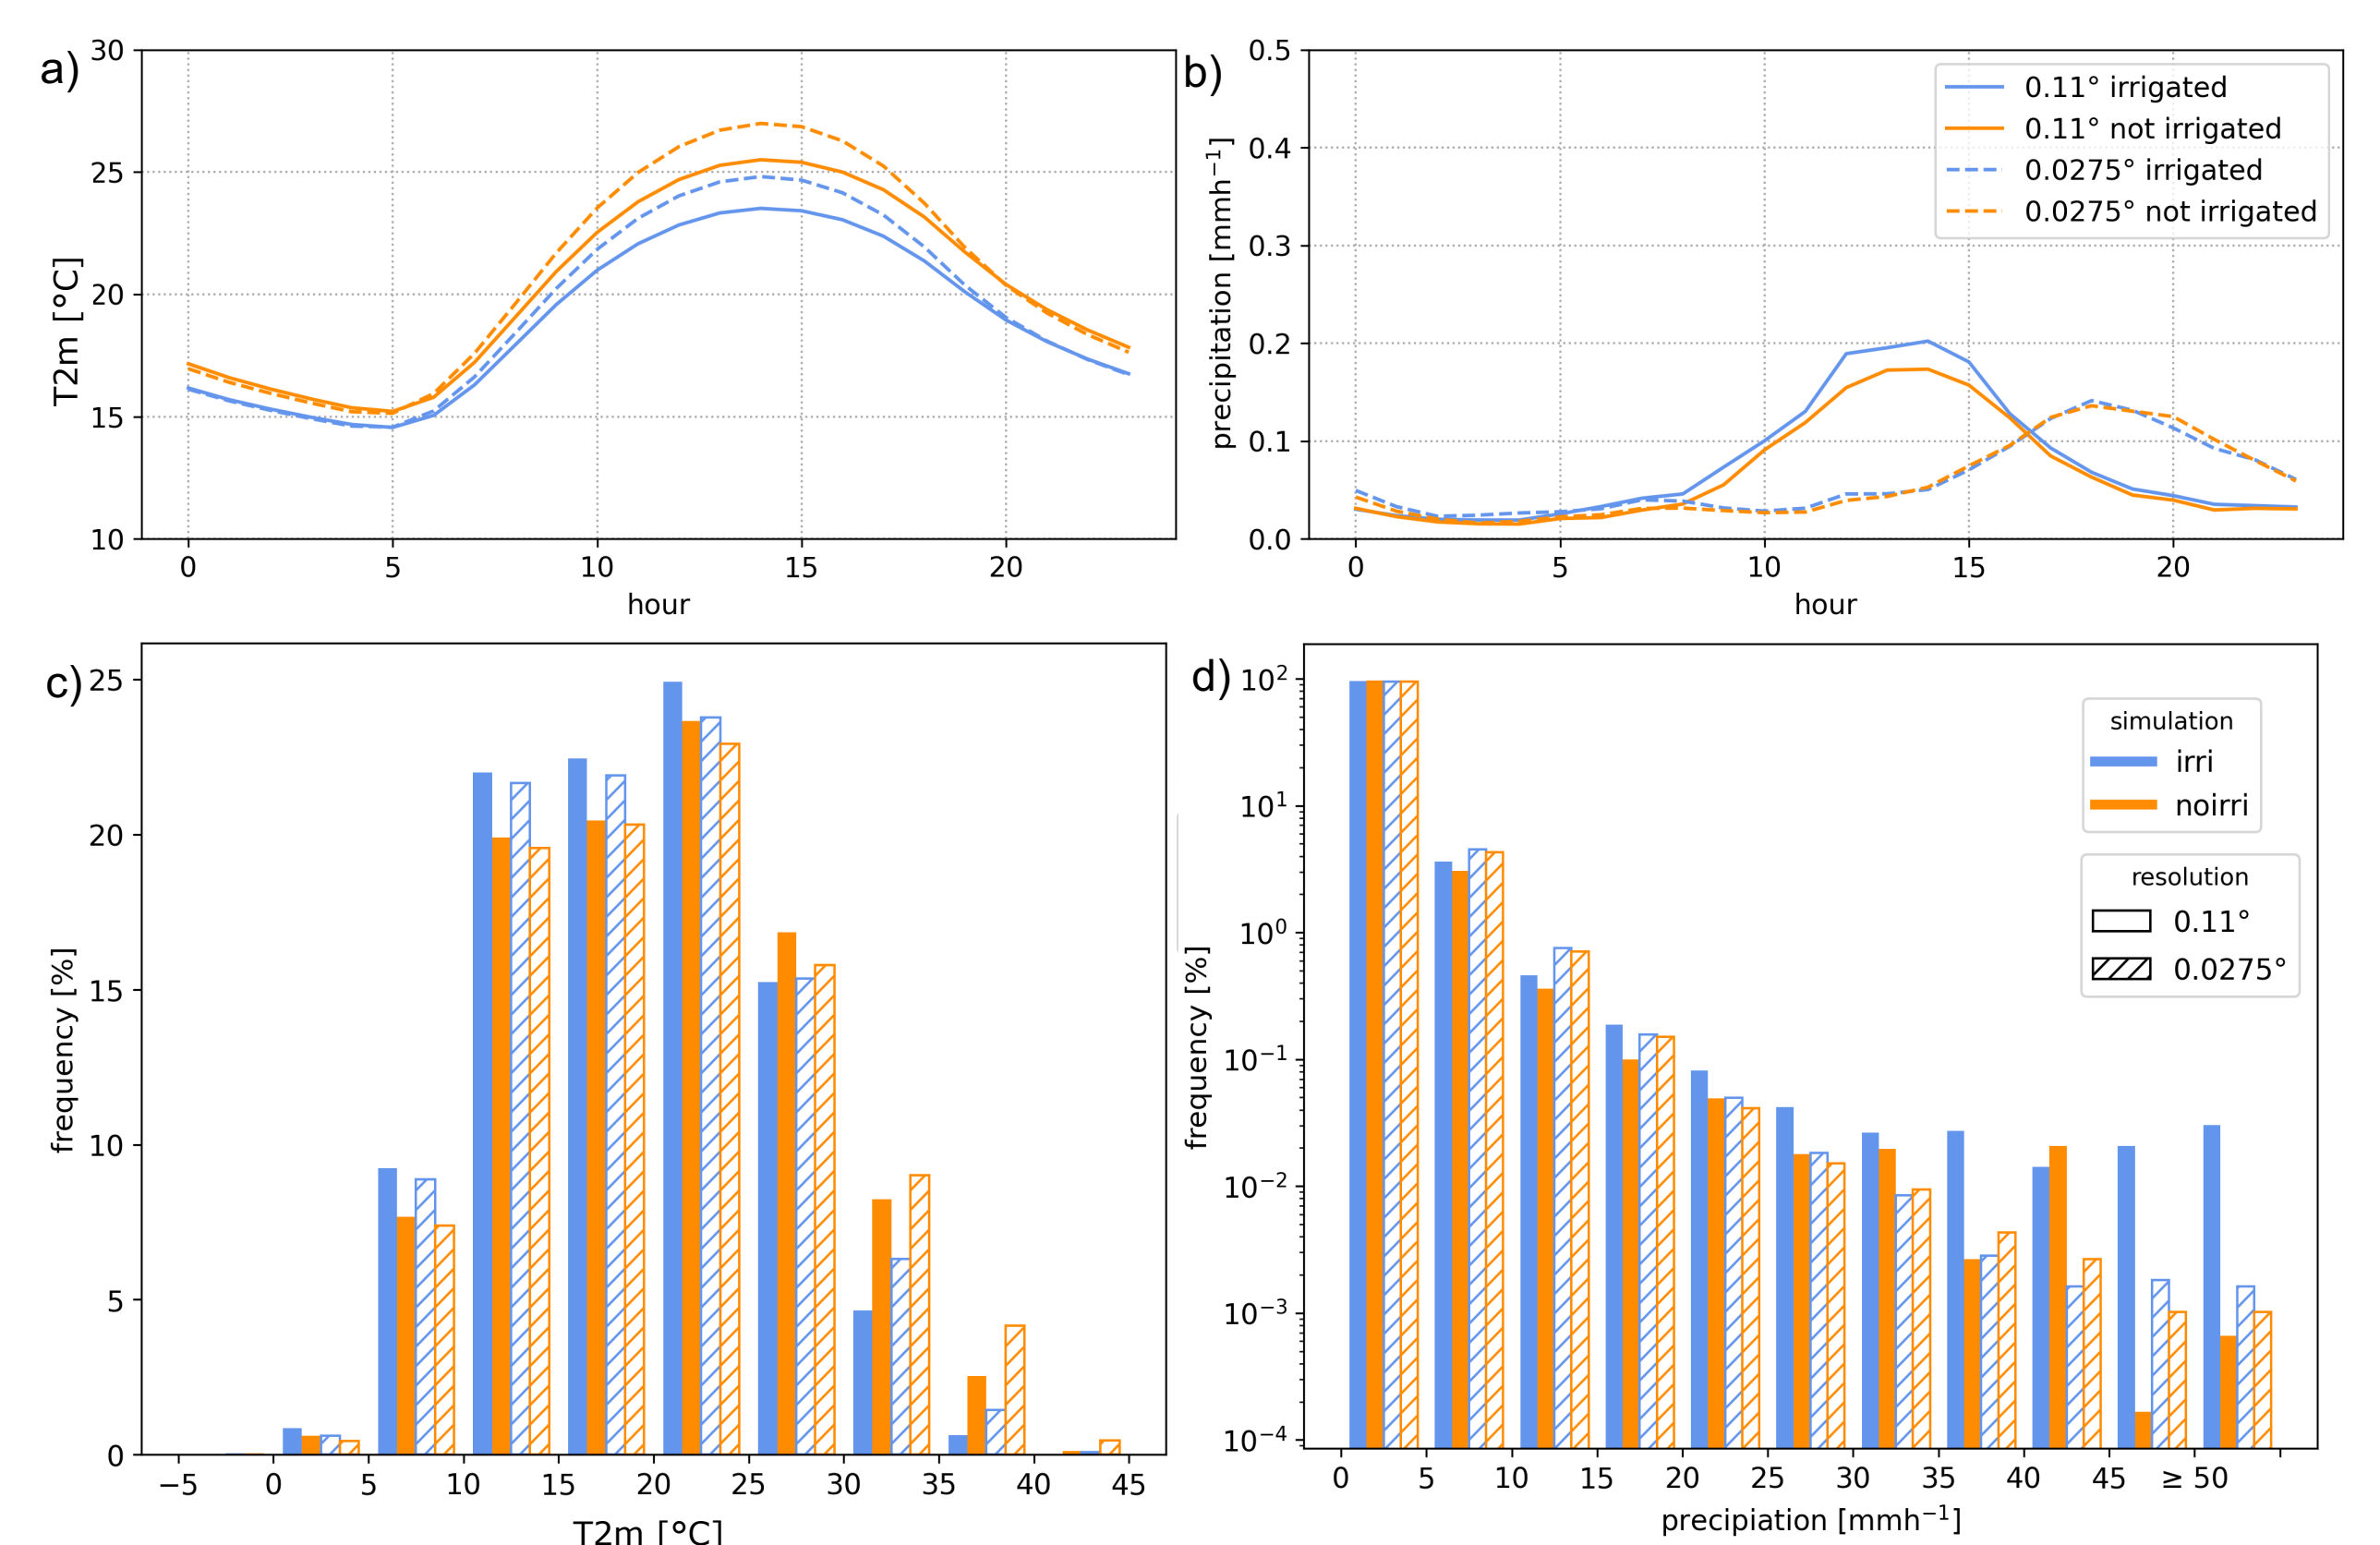 a)
30
25
20
15
10
T2m [°C]
0 5 10 15 20
hour
b)
0.5
0.4
0.3
0.2
0.1
0.0
precipitation [mmh⁻¹]
0.11° irrigated
0.11° not irrigated
0.0275° irrigated
0.0275° not irrigated
0 5 10 15 20
hour
c)
25
20
15
10
5
0
frequency [%]
−5 0 5 10 15 20 25 30 35 40 45
T2m [°C]
d)
10²
10¹
10⁰
10⁻¹
10⁻²
10⁻³
10⁻⁴
frequency [%]
simulation
irri
noirri
resolution
0.11°
0.0275°
0 5 10 15 20 25 30 35 40 45 ≥ 50
precipiation [mmh⁻¹]